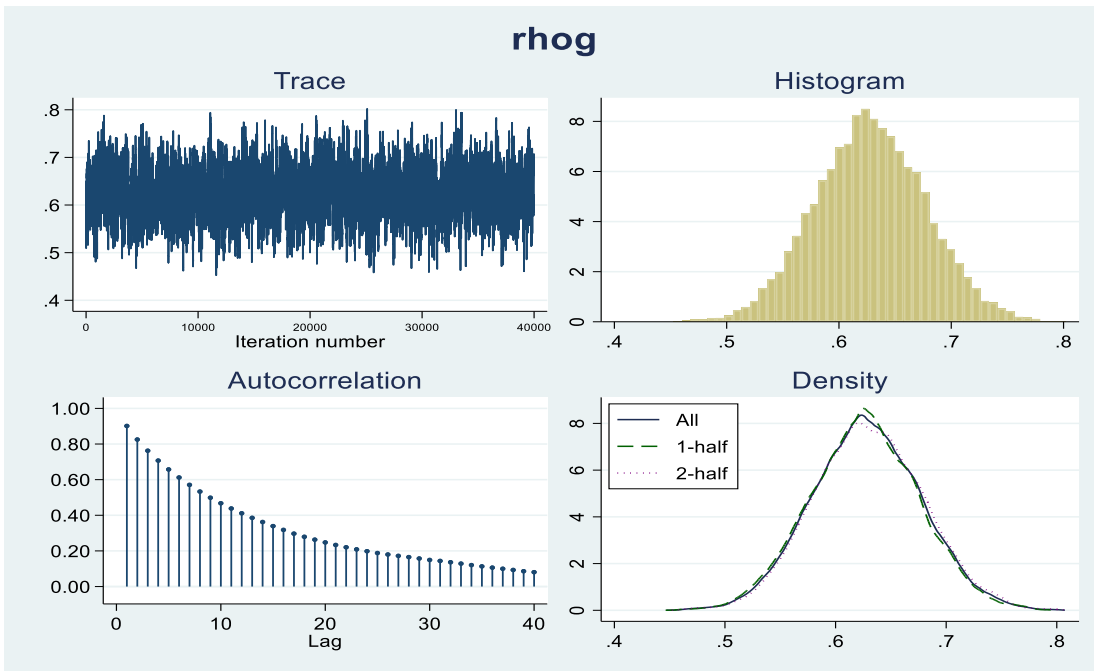 rhog
Trace
.8
.7
.6
.5
.4
0 10000 20000 30000 40000
Iteration number
Histogram
8
6
4
2
0
.4 .5 .6 .7 .8
Autocorrelation
1.00
0.80
0.60
0.40
0.20
0.00
0 10 20 30 40
Lag
Density
All
1-half
2-half
8
6
4
2
0
.4 .5 .6 .7 .8